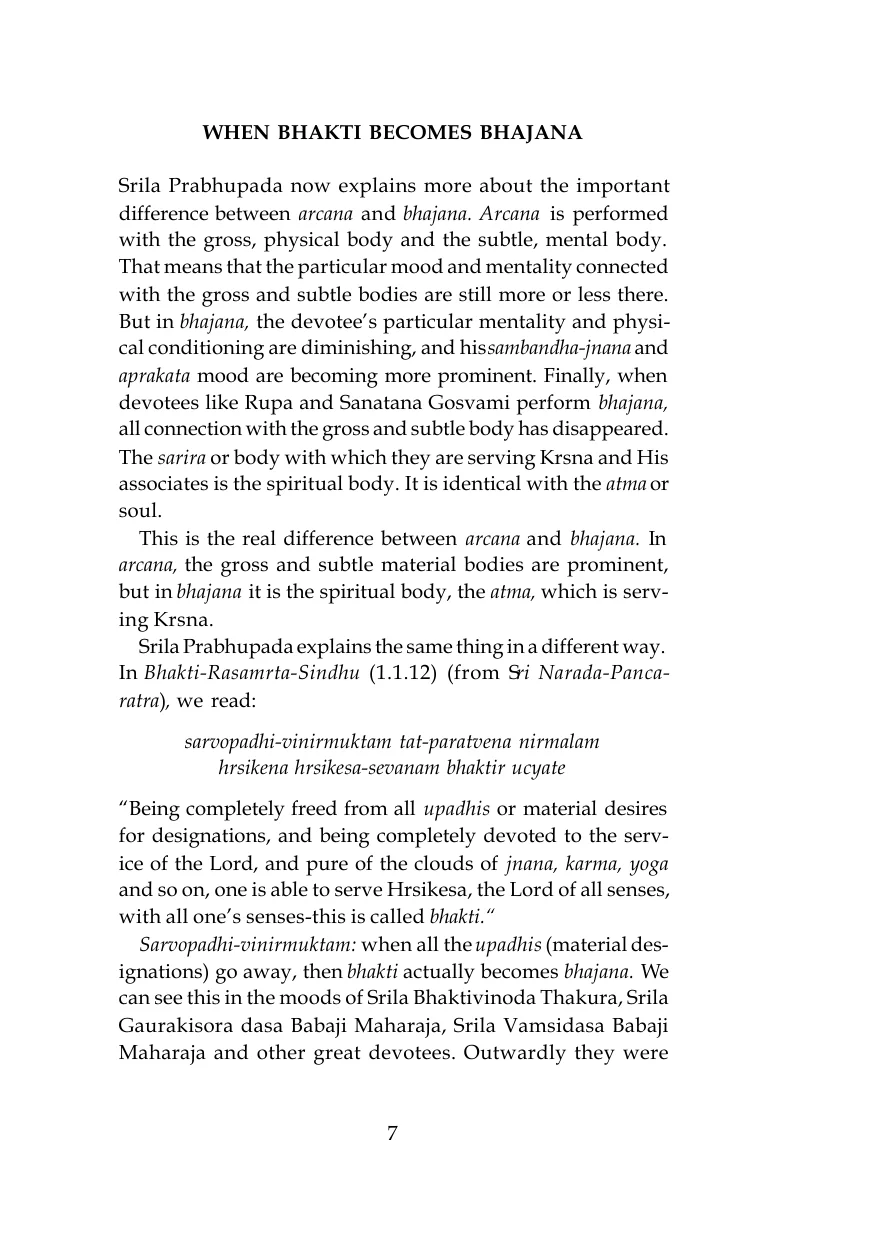 WHEN BHAKTI BECOMES BHAJANA
Srila Prabhupada now explains more about the important
difference between arcana and bhajana. Arcana is performed
with the gross, physical body and the subtle, mental body.
That means that the particular mood and mentality connected
with the gross and subtle bodies are still more or less there.
But in bhajana, the devotee’s particular mentality and physi-
cal conditioning are diminishing, and his sambandha-jnana and
aprakata mood are becoming more prominent. Finally, when
devotees like Rupa and Sanatana Gosvami perform bhajana,
all connection with the gross and subtle body has disappeared.
The sarira or body with which they are serving Krsna and His
associates is the spiritual body. It is identical with the atma or
soul.
This is the real difference between arcana and bhajana. In
arcana, the gross and subtle material bodies are prominent,
but in bhajana it is the spiritual body, the atma, which is serv-
ing Krsna.
Srila Prabhupada explains the same thing in a different way.
In Bhakti-Rasamrta-Sindhu (1.1.12) (from Sri Narada-Panca-
ratra), we read:
sarvopadhi-vinirmuktam tat-paratvena nirmalam
hrsikena hrsikesa-sevanam bhaktir ucyate
“Being completely freed from all upadhis or material desires
for designations, and being completely devoted to the serv-
ice of the Lord, and pure of the clouds of jnana, karma, yoga
and so on, one is able to serve Hrsikesa, the Lord of all senses,
with all one’s senses-this is called bhakti.“
Sarvopadhi-vinirmuktam: when all the upadhis (material des-
ignations) go away, then bhakti actually becomes bhajana. We
can see this in the moods of Srila Bhaktivinoda Thakura, Srila
Gaurakisora dasa Babaji Maharaja, Srila Vamsidasa Babaji
Maharaja and other great devotees. Outwardly they were
7